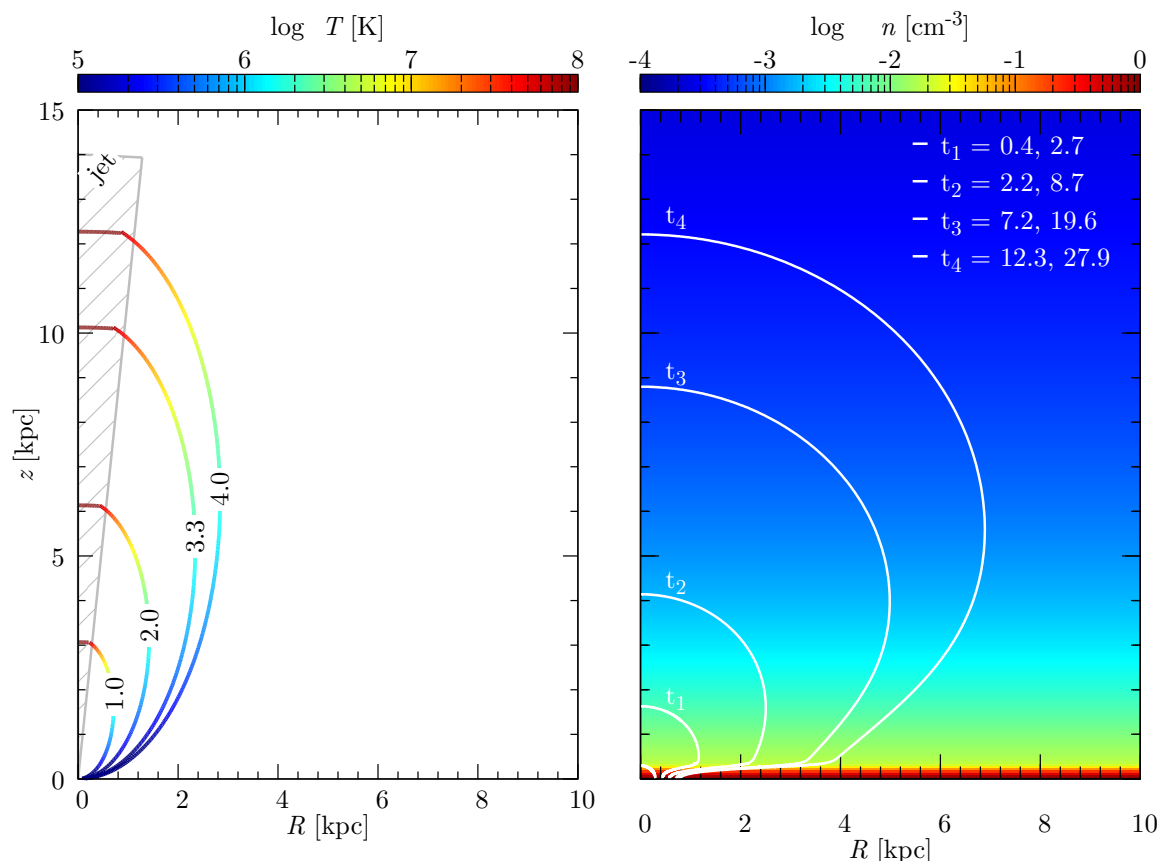 log T [K]
5 6 7 8
log n [cm-3]
-4 -3 -2 -1 0
15
10
5
0
z [kpc]
jet
1.0
2.0
3.3
4.0
0 2 4 6 8 10
R [kpc]
t1 = 0.4, 2.7
t2 = 2.2, 8.7
t3 = 7.2, 19.6
t4 = 12.3, 27.9
t4
t3
t2
t1
0 2 4 6 8 10
R [kpc]